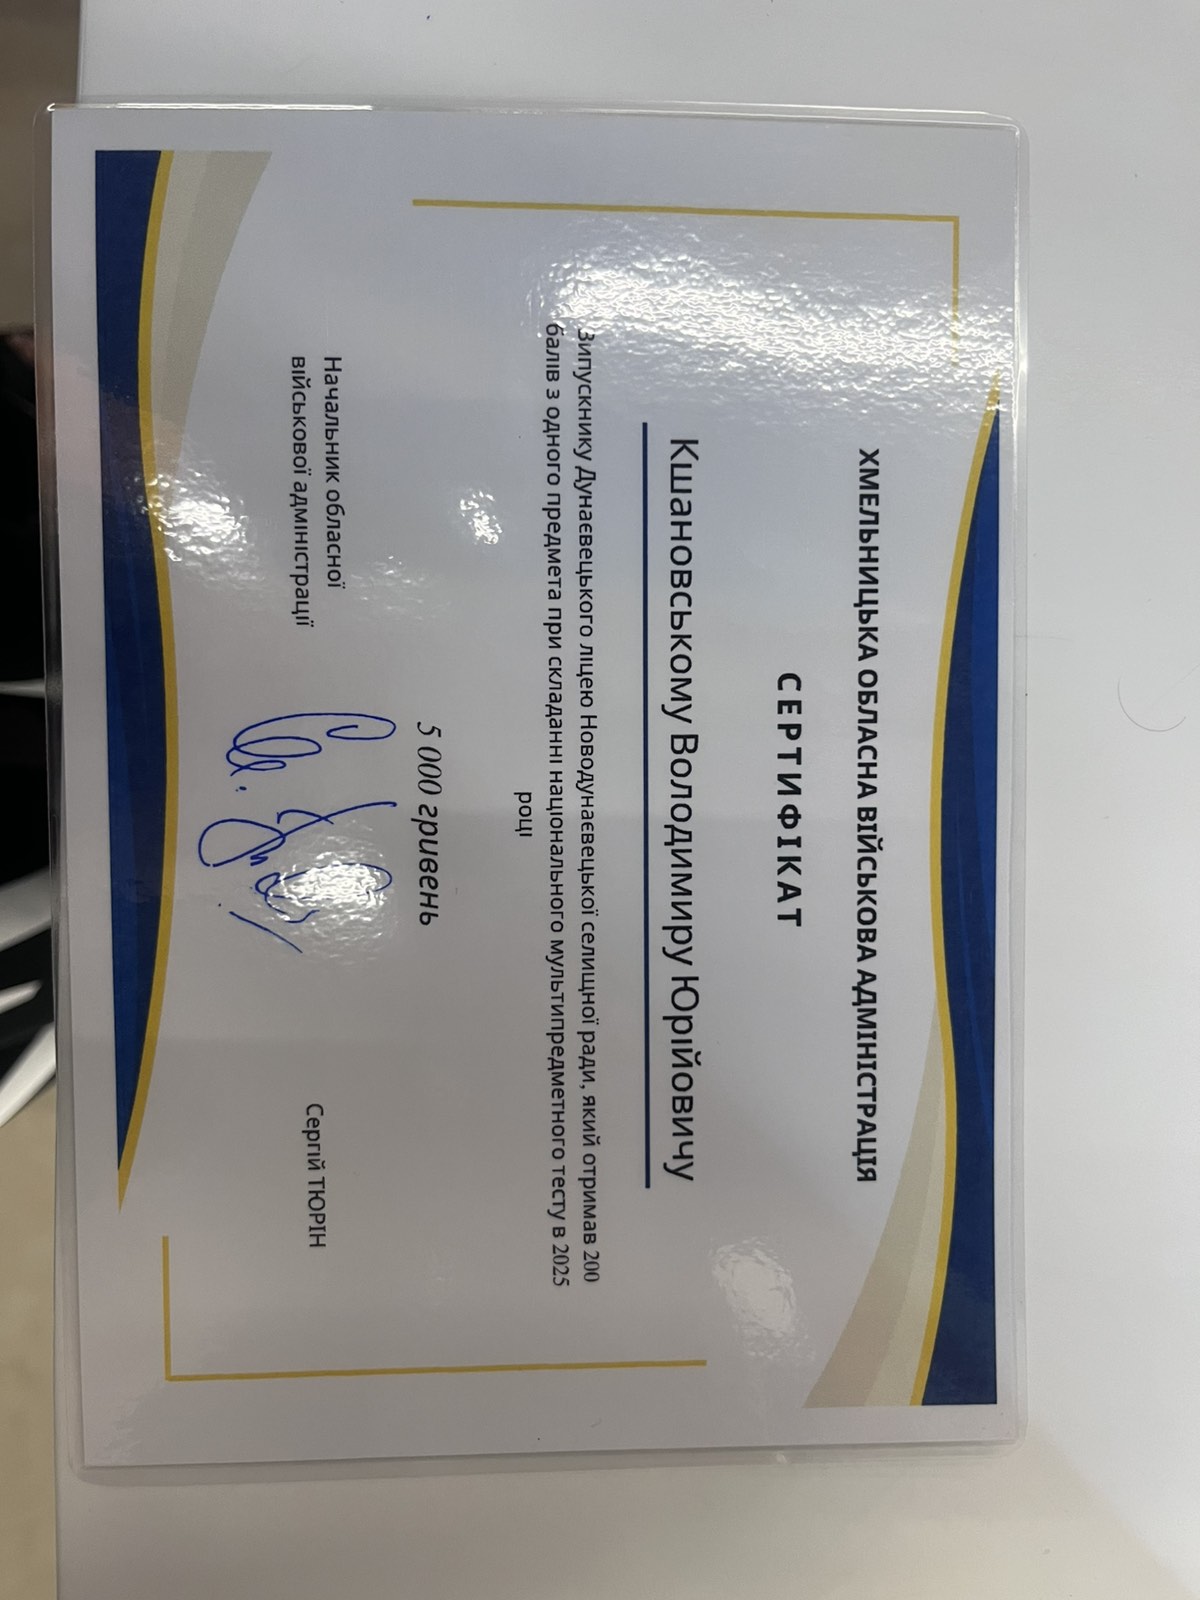 ХМЕЛЬНИЦЬКА ОБЛАСНА ВІЙСЬКОВА АДМІНІСТРАЦІЯ
СЕРТИФІКАТ
Кшановському Володимиру Юрійовичу
Випускнику Дунаєвецького ліцею Новодунаєвецької селищної ради, який отримав 200
балів з одного предмета при складанні національного мультипредметного тесту в 2025
році
5 000 гривень
Начальник обласної
військової адміністрації
Сергій ТЮРІН